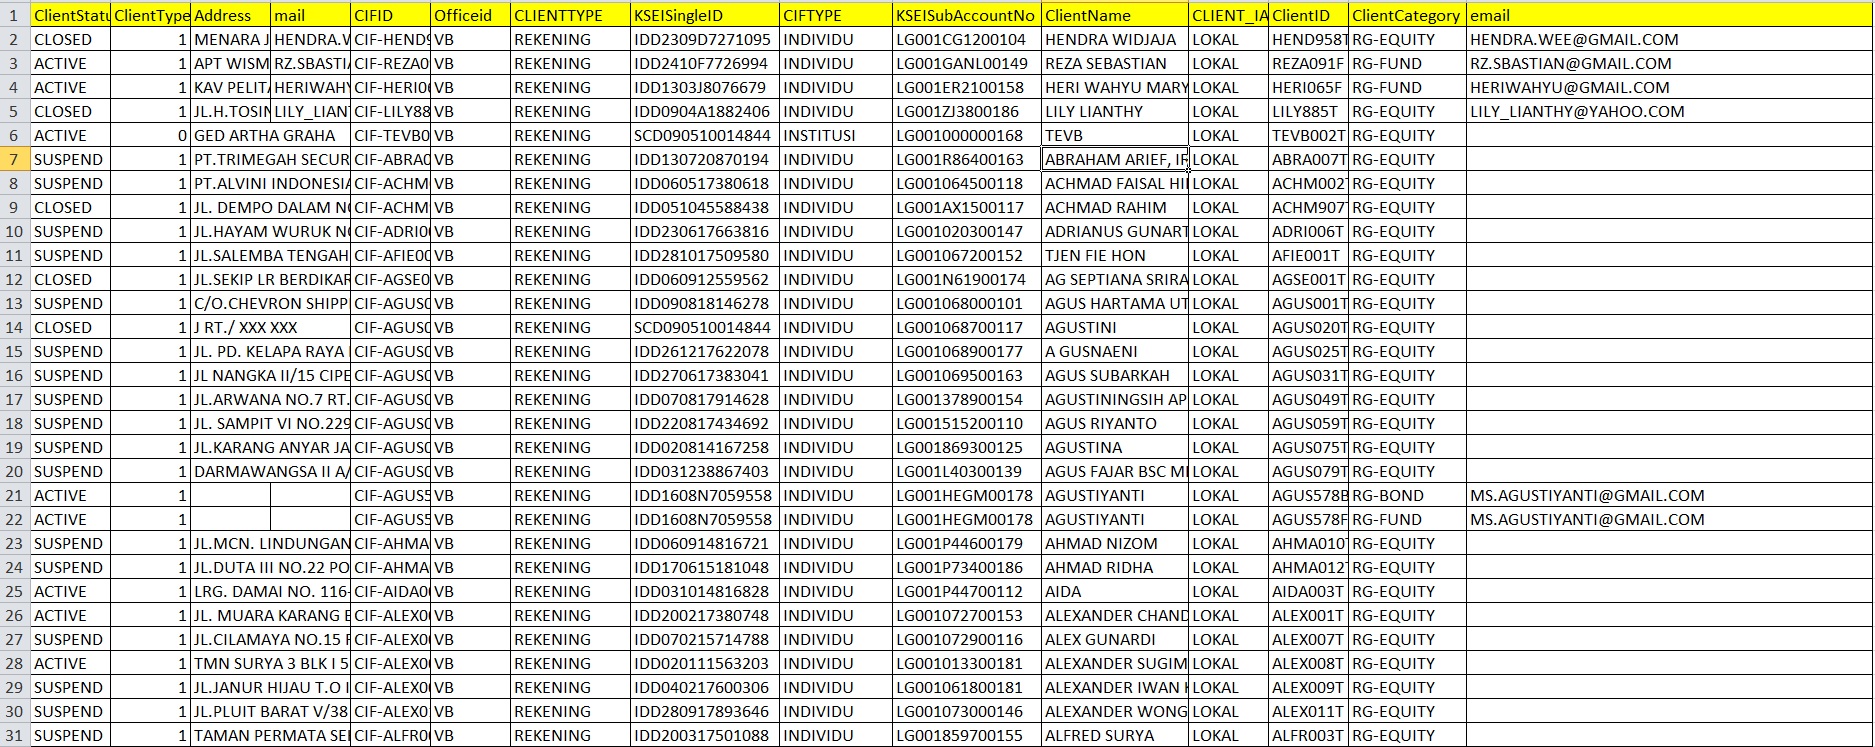 1 ClientStatu ClientType Address mail CIFID Officeid CLIENTTYPE KSEISingleID CIFTYPE KSEISubAccountNo ClientName CLIENT_IA ClientID ClientCategory email
2 CLOSED 1 MENARA J HENDRA.W CIF-HEND9 VB REKENING IDD2309D7271095 INDIVIDU LG001CG1200104 HENDRA WIDJAJA LOKAL HEND958T RG-EQUITY HENDRA.WEE@GMAIL.COM
3 ACTIVE 1 APT WISM RZ.SBASTIA CIF-REZA0 VB REKENING IDD2410F7726994 INDIVIDU LG001GANL00149 REZA SEBASTIAN LOKAL REZA091F RG-FUND RZ.SBASTIAN@GMAIL.COM
4 ACTIVE 1 KAV PELITA HERIWAHY CIF-HERI0 VB REKENING IDD1303J8076679 INDIVIDU LG001ER2100158 HERI WAHYU MARY LOKAL HERI065F RG-FUND HERIWAHYU@GMAIL.COM
5 CLOSED 1 JL.H.TOSIN LILY_LIANT CIF-LILY88 VB REKENING IDD0904A1882406 INDIVIDU LG001ZJ3800186 LILY LIANTHY LOKAL LILY885T RG-EQUITY LILY_LIANTHY@YAHOO.COM
6 ACTIVE 0 GED ARTHA GRAHA CIF-TEVB0 VB REKENING SCD090510014844 INSTITUSI LG001000000168 TEVB LOKAL TEVB002T RG-EQUITY
7 SUSPEND 1 PT.TRIMEGAH SECUR CIF-ABRA0 VB REKENING IDD130720870194 INDIVIDU LG001R86400163 ABRAHAM ARIEF, IR LOKAL ABRA007T RG-EQUITY
8 SUSPEND 1 PT.ALVINI INDONESIA CIF-ACHM VB REKENING IDD060517380618 INDIVIDU LG001064500118 ACHMAD FAISAL HI LOKAL ACHM002T RG-EQUITY
9 CLOSED 1 JL. DEMPO DALAM NO CIF-ACHM VB REKENING IDD051045588438 INDIVIDU LG001AX1500117 ACHMAD RAHIM LOKAL ACHM907T RG-EQUITY
10 SUSPEND 1 JL.HAYAM WURUK NO CIF-ADRI0 VB REKENING IDD230617663816 INDIVIDU LG001020300147 ADRIANUS GUNART LOKAL ADRI006T RG-EQUITY
11 SUSPEND 1 JL.SALEMBA TENGAH CIF-AFIE00 VB REKENING IDD281017509580 INDIVIDU LG001067200152 TJEN FIE HON LOKAL AFIE001T RG-EQUITY
12 CLOSED 1 JL.SEKIP LR BERDIKAR CIF-AGSE0 VB REKENING IDD060912559562 INDIVIDU LG001N61900174 AG SEPTIANA SRIRA LOKAL AGSE001T RG-EQUITY
13 SUSPEND 1 C/O.CHEVRON SHIPP CIF-AGUS0 VB REKENING IDD090818146278 INDIVIDU LG001068000101 AGUS HARTAMA UT LOKAL AGUS001T RG-EQUITY
14 CLOSED 1 J RT./ XXX XXX CIF-AGUS0 VB REKENING SCD090510014844 INDIVIDU LG001068700117 AGUSTINI LOKAL AGUS020T RG-EQUITY
15 SUSPEND 1 JL. PD. KELAPA RAYA CIF-AGUS0 VB REKENING IDD261217622078 INDIVIDU LG001068900177 A GUSNAENI LOKAL AGUS025T RG-EQUITY
16 SUSPEND 1 JL NANGKA II/15 CIPE CIF-AGUS0 VB REKENING IDD270617383041 INDIVIDU LG001069500163 AGUS SUBARKAH LOKAL AGUS031T RG-EQUITY
17 SUSPEND 1 JL.ARWANA NO.7 RT. CIF-AGUS0 VB REKENING IDD070817914628 INDIVIDU LG001378900154 AGUSTININGSIH AP LOKAL AGUS049T RG-EQUITY
18 SUSPEND 1 JL. SAMPIT VI NO.229 CIF-AGUS0 VB REKENING IDD220817434692 INDIVIDU LG001515200110 AGUS RIYANTO LOKAL AGUS059T RG-EQUITY
19 SUSPEND 1 JL.KARANG ANYAR JA CIF-AGUS0 VB REKENING IDD020814167258 INDIVIDU LG001869300125 AGUSTINA LOKAL AGUS075T RG-EQUITY
20 SUSPEND 1 DARMAWANGSA II A/ CIF-AGUS0 VB REKENING IDD031238867403 INDIVIDU LG001L40300139 AGUS FAJAR BSC MI LOKAL AGUS079T RG-EQUITY
21 ACTIVE 1 CIF-AGUS5 VB REKENING IDD1608N7059558 INDIVIDU LG001HEGM00178 AGUSTIYANTI LOKAL AGUS578B RG-BOND MS.AGUSTIYANTI@GMAIL.COM
22 ACTIVE 1 CIF-AGUS5 VB REKENING IDD1608N7059558 INDIVIDU LG001HEGM00178 AGUSTIYANTI LOKAL AGUS578F RG-FUND MS.AGUSTIYANTI@GMAIL.COM
23 SUSPEND 1 JL.MCN. LINDUNGAN CIF-AHMA VB REKENING IDD060914816721 INDIVIDU LG001P44600179 AHMAD NIZOM LOKAL AHMA010T RG-EQUITY
24 SUSPEND 1 JL.DUTA III NO.22 PO CIF-AHMA VB REKENING IDD170615181048 INDIVIDU LG001P73400186 AHMAD RIDHA LOKAL AHMA012T RG-EQUITY
25 ACTIVE 1 LRG. DAMAI NO. 116- CIF-AIDA0 VB REKENING IDD031014816828 INDIVIDU LG001P44700112 AIDA LOKAL AIDA003T RG-EQUITY
26 ACTIVE 1 JL. MUARA KARANG B CIF-ALEX0 VB REKENING IDD200217380748 INDIVIDU LG001072700153 ALEXANDER CHAND LOKAL ALEX001T RG-EQUITY
27 SUSPEND 1 JL.CILAMAYA NO.15 R CIF-ALEX0 VB REKENING IDD070215714788 INDIVIDU LG001072900116 ALEX GUNARDI LOKAL ALEX007T RG-EQUITY
28 ACTIVE 1 TMN SURYA 3 BLK I 5 CIF-ALEX0 VB REKENING IDD020111563203 INDIVIDU LG001013300181 ALEXANDER SUGIM LOKAL ALEX008T RG-EQUITY
29 SUSPEND 1 JL.JANUR HIJAU T.O I CIF-ALEX0 VB REKENING IDD040217600306 INDIVIDU LG001061800181 ALEXANDER IWAN LOKAL ALEX009T RG-EQUITY
30 SUSPEND 1 JL.PLUIT BARAT V/38 CIF-ALEX0 VB REKENING IDD280917893646 INDIVIDU LG001073000146 ALEXANDER WONG LOKAL ALEX011T RG-EQUITY
31 SUSPEND 1 TAMAN PERMATA SE CIF-ALFR0 VB REKENING IDD200317501088 INDIVIDU LG001859700155 ALFRED SURYA LOKAL ALFR003T RG-EQUITY